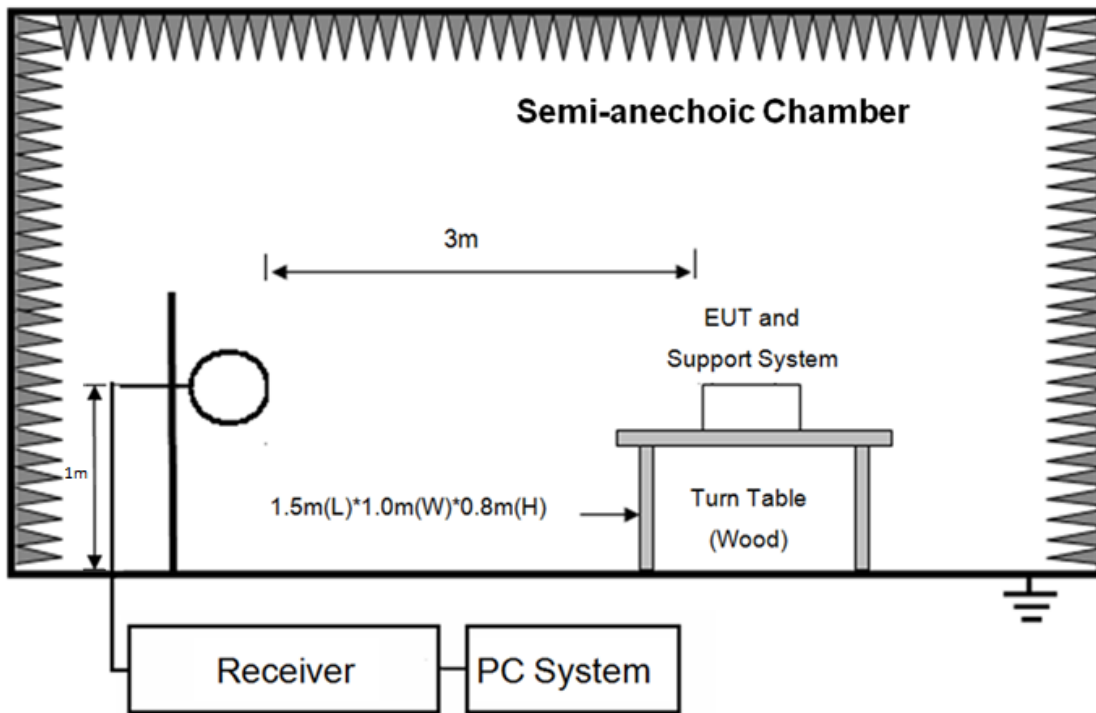 Semi-anechoic Chamber
3m
EUT and
Support System
1m
1.5m(L)*1.0m(W)*0.8m(H)
Turn Table
(Wood)
Receiver
PC System